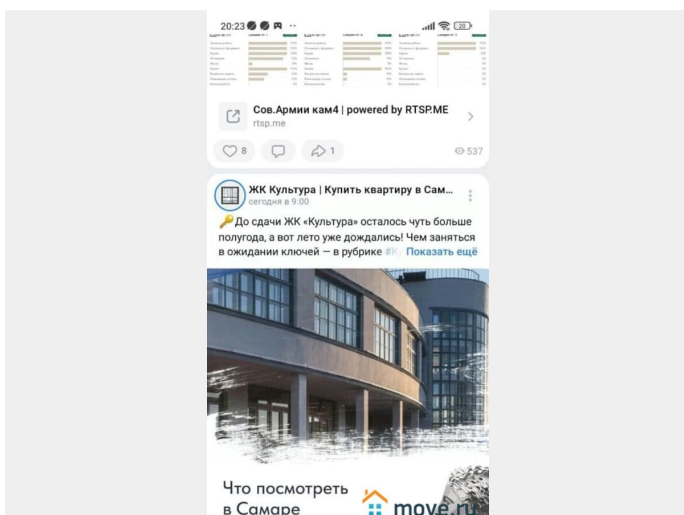 20:23
20
Сов.Армии кам4 | powered by RTSP.ME
rtsp.me
8
1
537
ЖК Культура | Купить квартиру в Сам...
сегодня в 9:00
До сдачи ЖК «Культура» осталось чуть больше
полугода, а вот лето уже дождались! Чем заняться
в ожидании ключей — в рубрике #К Показать ещё
Что посмотреть
в Самаре
move.ru